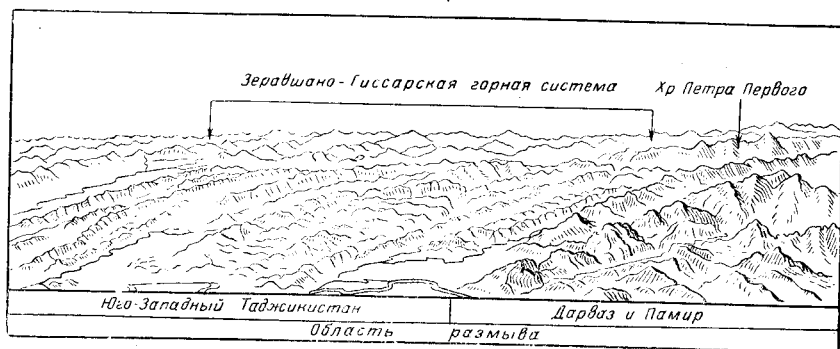 Зеравшано-Гиссарская горная система
Хр Петра Первого
Юго-Западный Таджикистан
Дарваз и Памир
Область размыва